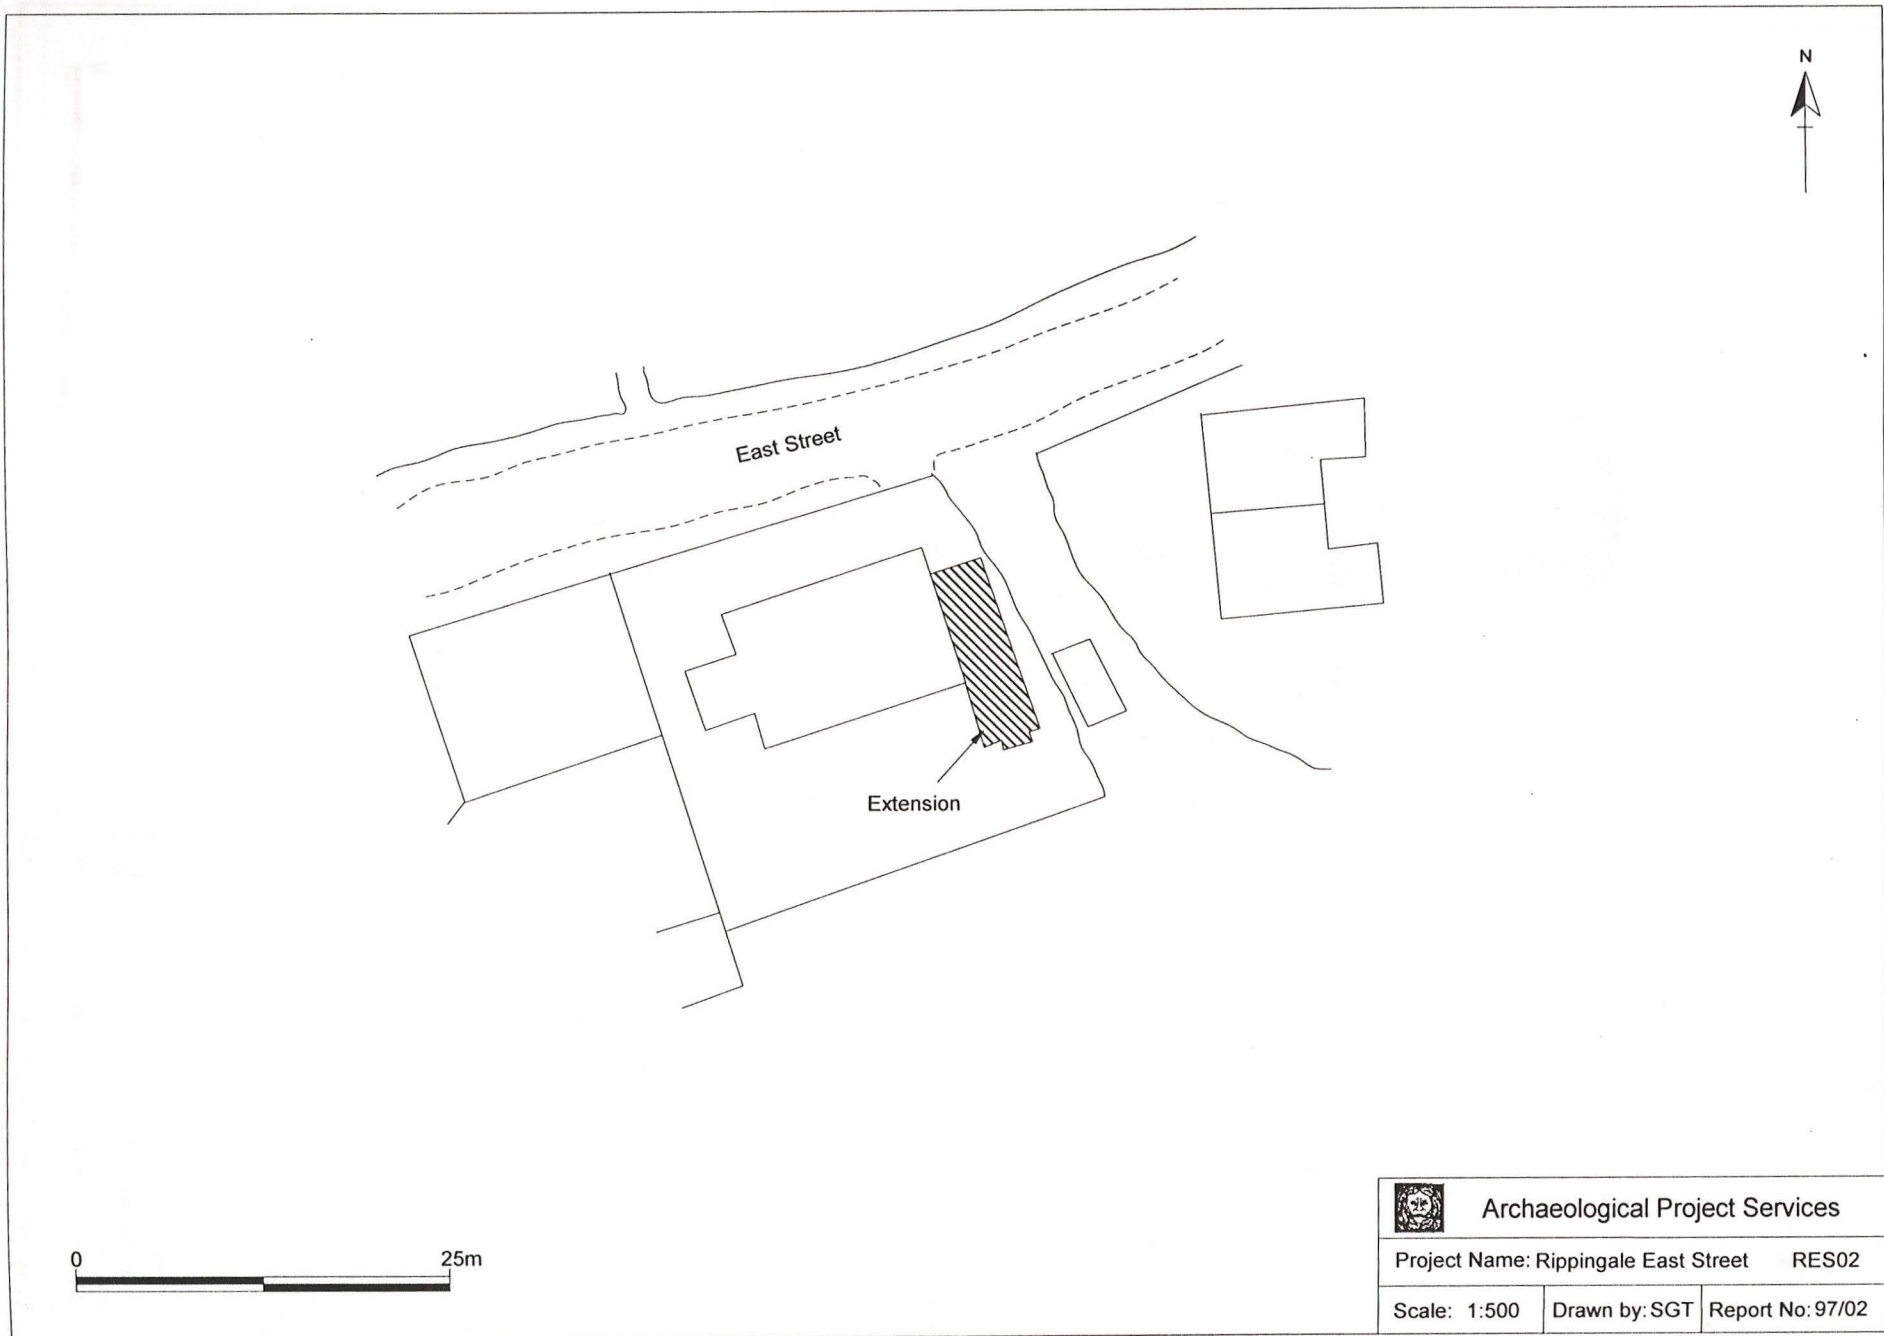 N
East Street
Extension
0 25m
Archaeological Project Services
Project Name: Rippingale East Street RES02
Scale: 1:500 Drawn by: SGT Report No: 97/02